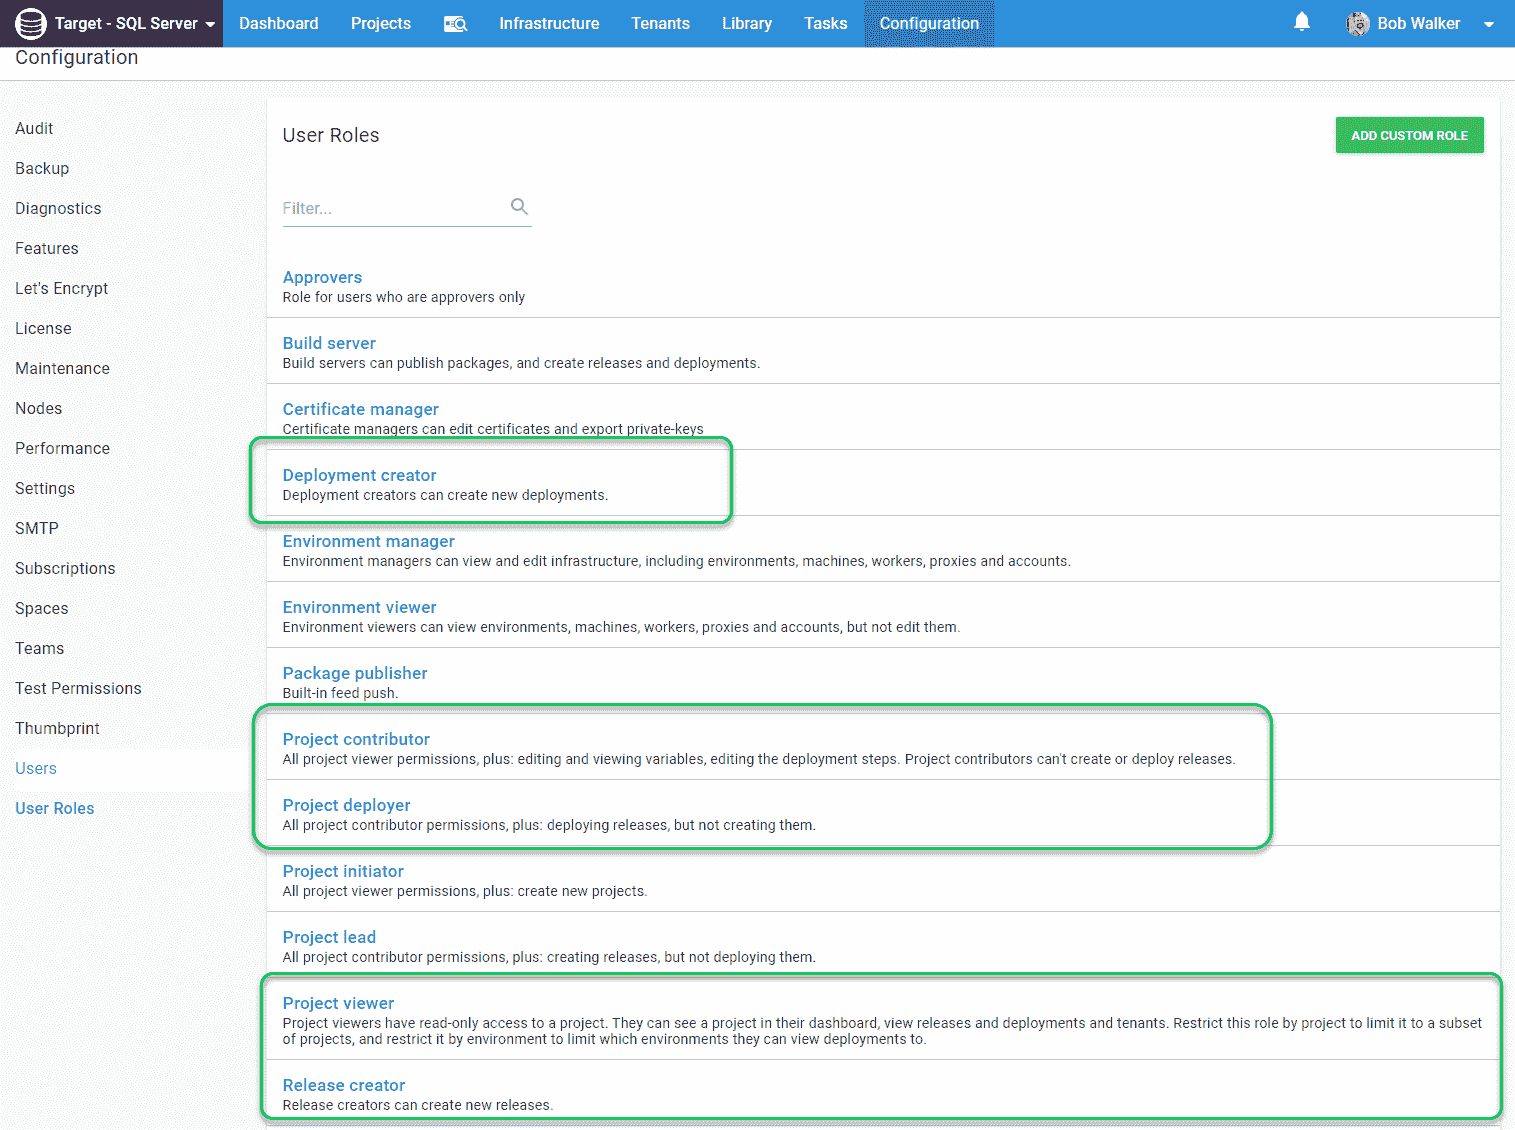 Target - SQL Server Dashboard Projects Infrastructure Tenants Library Tasks Configuration Bob Walker
Configuration
Audit
Backup
Diagnostics
Features
Let's Encrypt
License
Maintenance
Nodes
Performance
Settings
SMTP
Subscriptions
Spaces
Teams
Test Permissions
Thumbprint
Users
User Roles
User Roles
ADD CUSTOM ROLE
Filter...
Approvers
Role for users who are approvers only
Build server
Build servers can publish packages, and create releases and deployments.
Certificate manager
Certificate managers can edit certificates and export private-keys
Deployment creator
Deployment creators can create new deployments.
Environment manager
Environment managers can view and edit infrastructure, including environments, machines, workers, proxies and accounts.
Environment viewer
Environment viewers can view environments, machines, workers, proxies and accounts, but not edit them.
Package publisher
Built-in feed push.
Project contributor
All project viewer permissions, plus: editing and viewing variables, editing the deployment steps. Project contributors can't create or deploy releases.
Project deployer
All project contributor permissions, plus: deploying releases, but not creating them.
Project initiator
All project viewer permissions, plus: create new projects.
Project lead
All project contributor permissions, plus: creating releases, but not deploying them.
Project viewer
Project viewers have read-only access to a project. They can see a project in their dashboard, view releases and deployments and tenants. Restrict this role by project to limit it to a subset
of projects, and restrict it by environment to limit which environments they can view deployments to.
Release creator
Release creators can create new releases.